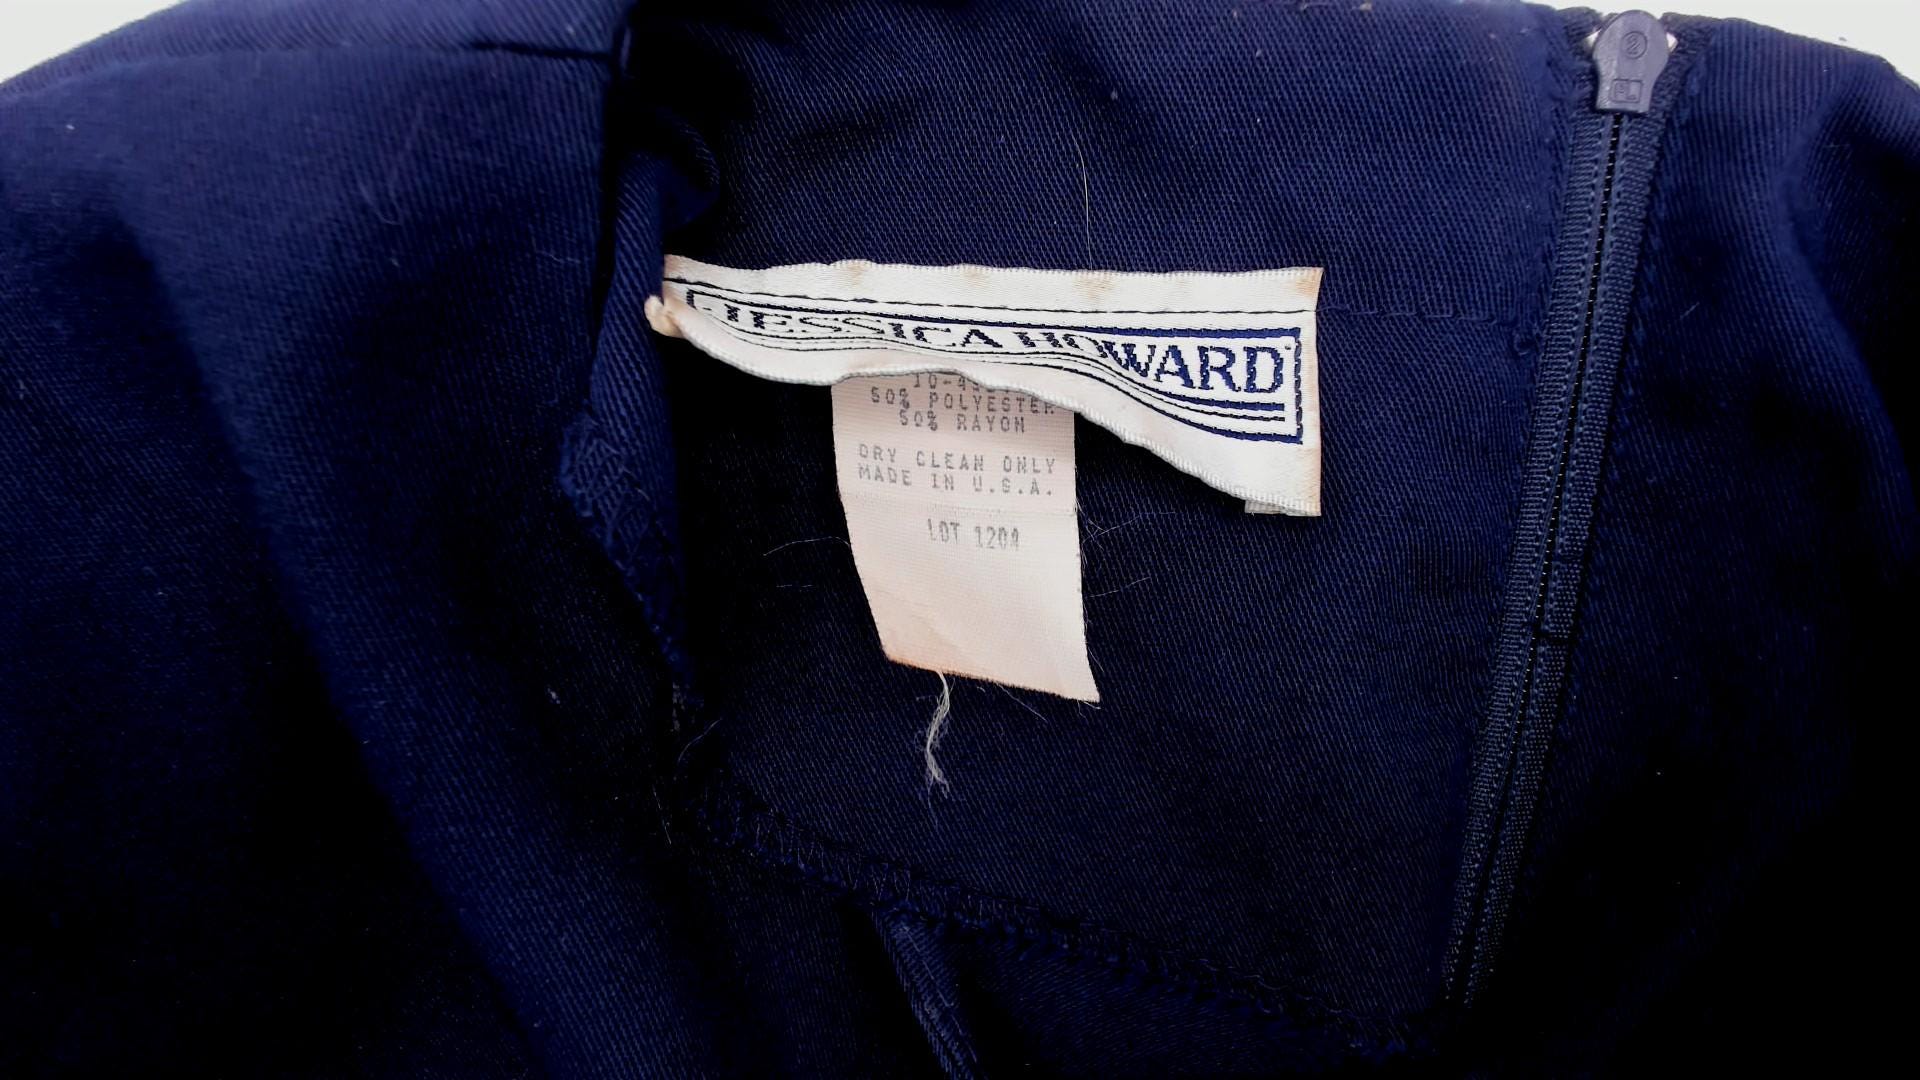 JESSICA HOWARD
50% POLYESTER
50% RAYON
DRY CLEAN ONLY
MADE IN U.S.A.
LOT 1204